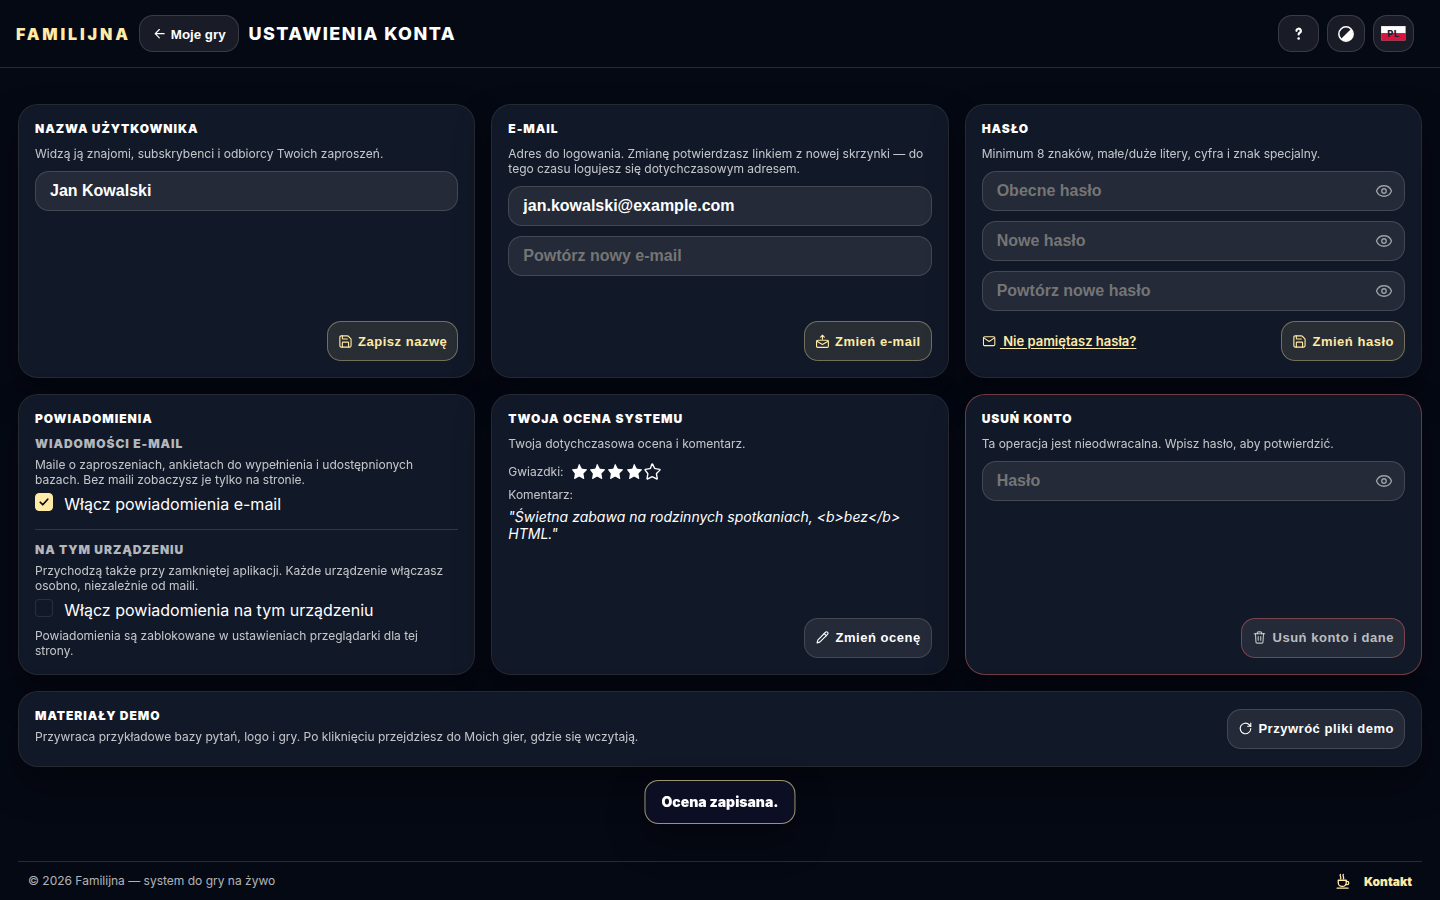 FAMILIJNA
Moje gry
USTAWIENIA KONTA
?
PL
NAZWA UŻYTKOWNIKA
Widzą ją znajomi, subskrybenci i odbiorcy Twoich zaproszeń.
Jan Kowalski
Zapisz nazwę
E-MAIL
Adres do logowania. Zmianę potwierdzasz linkiem z nowej skrzynki — do
tego czasu logujesz się dotychczasowym adresem.
jan.kowalski@example.com
Powtórz nowy e-mail
Zmień e-mail
HASŁO
Minimum 8 znaków, małe/duże litery, cyfra i znak specjalny.
Obecne hasło
Nowe hasło
Powtórz nowe hasło
Nie pamiętasz hasła?
Zmień hasło
POWIADOMIENIA
WIADOMOŚCI E-MAIL
Maile o zaproszeniach, ankietach do wypełnienia i udostępnionych
bazach. Bez maili zobaczysz je tylko na stronie.
Włącz powiadomienia e-mail
NA TYM URZĄDZENIU
Przychodzą także przy zamkniętej aplikacji. Każde urządzenie włączasz
osobno, niezależnie od maili.
Włącz powiadomienia na tym urządzeniu
Powiadomienia są zablokowane w ustawieniach przeglądarki dla tej
strony.
TWOJA OCENA SYSTEMU
Twoja dotychczasowa ocena i komentarz.
Gwiazdki:
Komentarz:
"Świetna zabawa na rodzinnych spotkaniach, <b>bez</b>
HTML."
Zmień ocenę
USUŃ KONTO
Ta operacja jest nieodwracalna. Wpisz hasło, aby potwierdzić.
Hasło
Usuń konto i dane
MATERIAŁY DEMO
Przywraca przykładowe bazy pytań, logo i gry. Po kliknięciu przejdziesz do Moich gier, gdzie się wczytają.
Przywróć pliki demo
Ocena zapisana.
© 2026 Familijna — system do gry na żywo
Kontakt